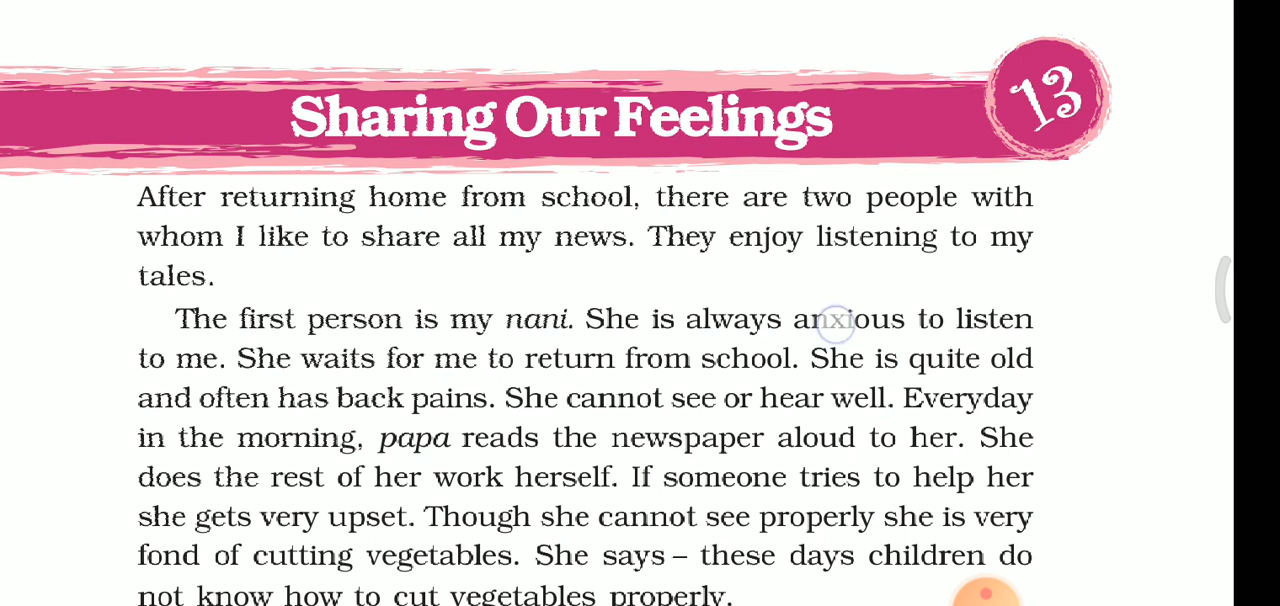 Sharing Our Feelings
13
After returning home from school, there are two people with
whom I like to share all my news. They enjoy listening to my
tales.
The first person is my nani. She is always anxious to listen
to me. She waits for me to return from school. She is quite old
and often has back pains. She cannot see or hear well. Everyday
in the morning, papa reads the newspaper aloud to her. She
does the rest of her work herself. If someone tries to help her
she gets very upset. Though she cannot see properly she is very
fond of cutting vegetables. She says – these days children do
not know how to cut vegetables properly.